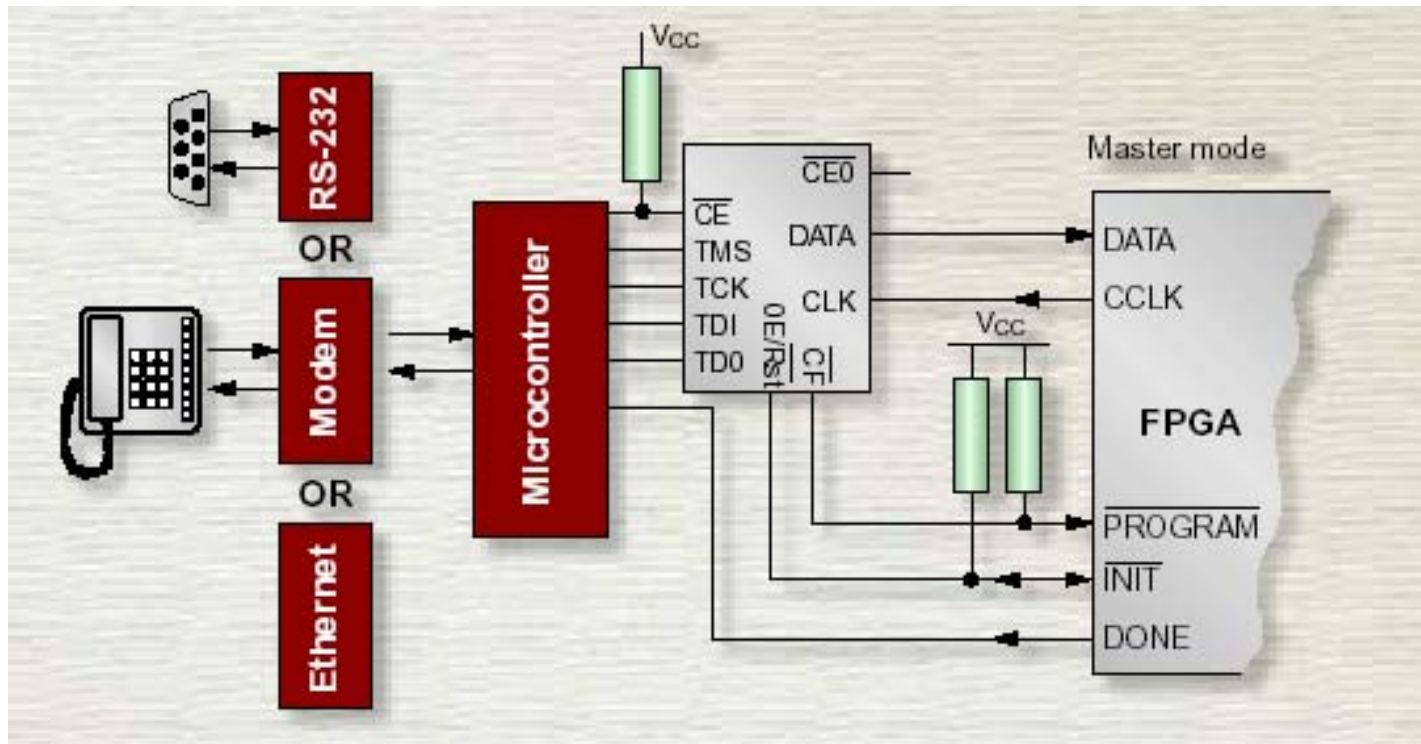 RS-232
OR
Modem
OR
Ethernet
Microcontroller
Vcc
CE
TMS
TCK
TDI
TD0
CE0
DATA
CLK
0E/Rst
CF
Vcc
Master mode
DATA
CCLK
FPGA
PROGRAM
INIT
DONE